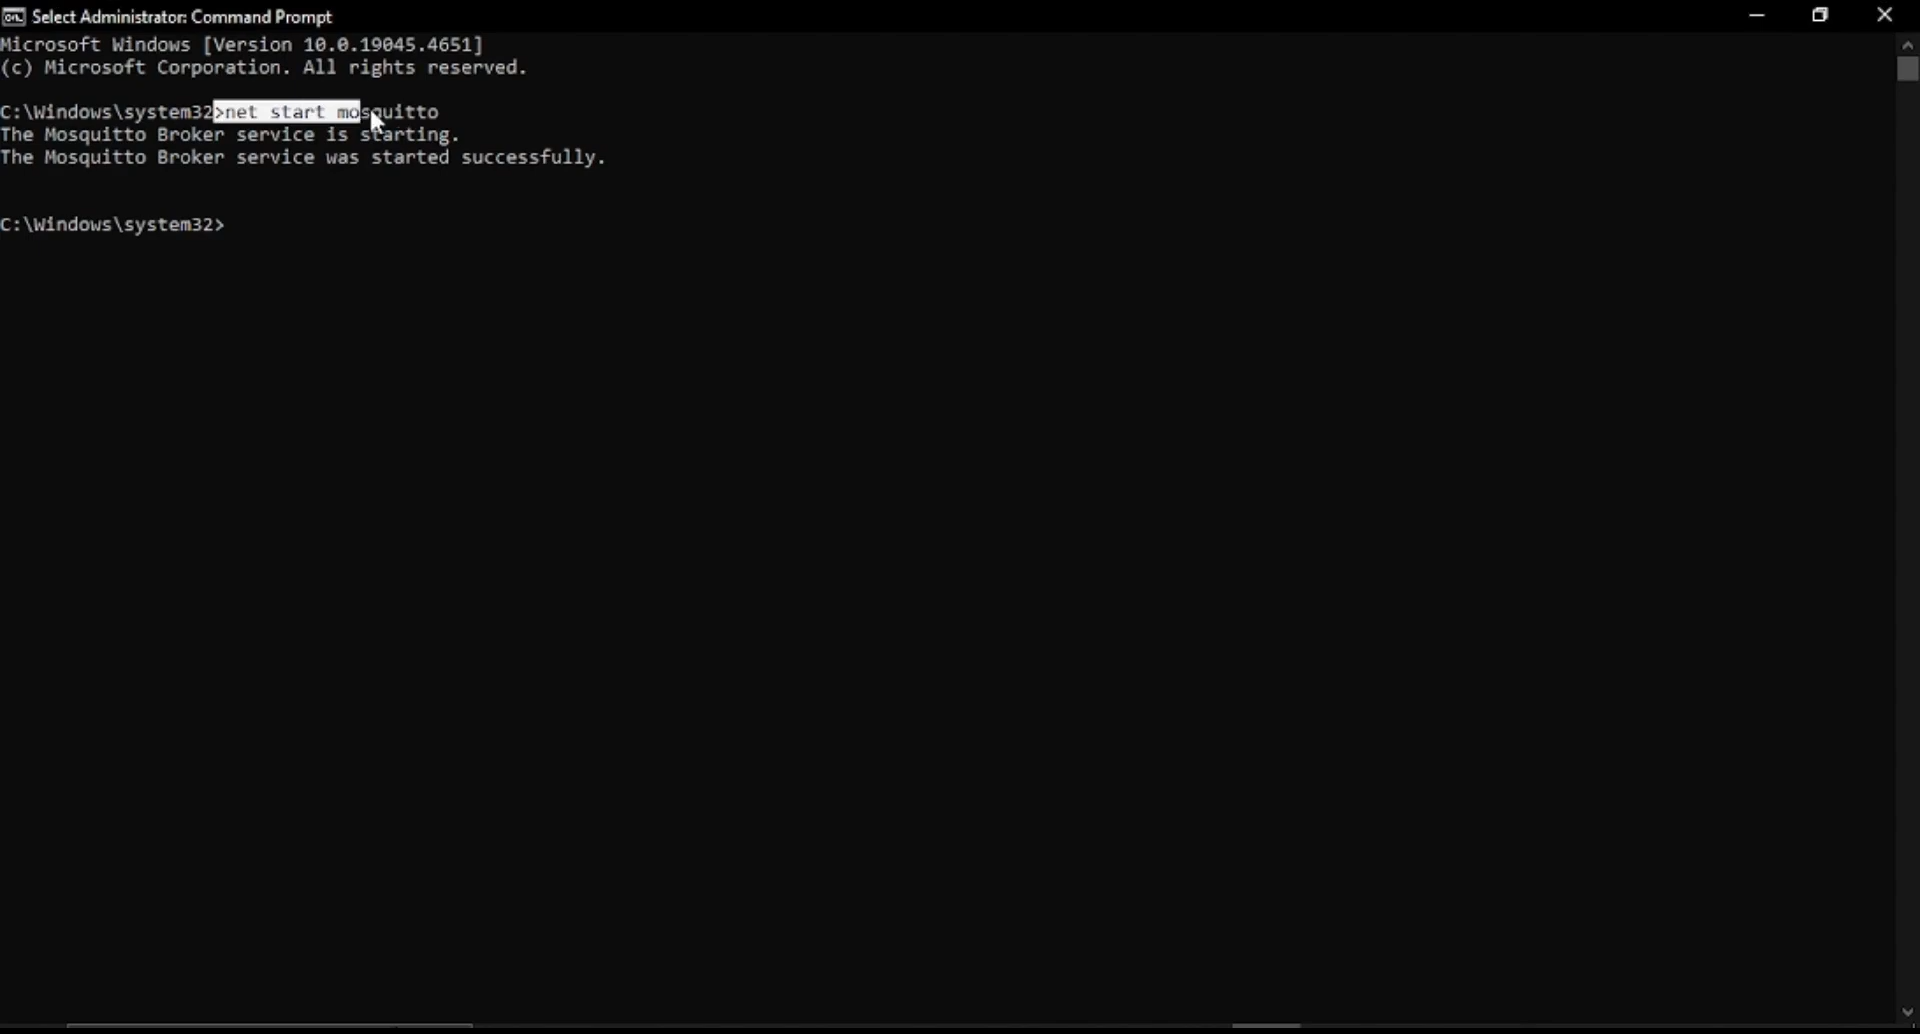 Select Administrator: Command Prompt
Microsoft Windows [Version 10.0.19045.4651]
(c) Microsoft Corporation. All rights reserved.
C:\Windows\system32>net start mosquitto
The Mosquitto Broker service is starting.
The Mosquitto Broker service was started successfully.
C:\Windows\system32>